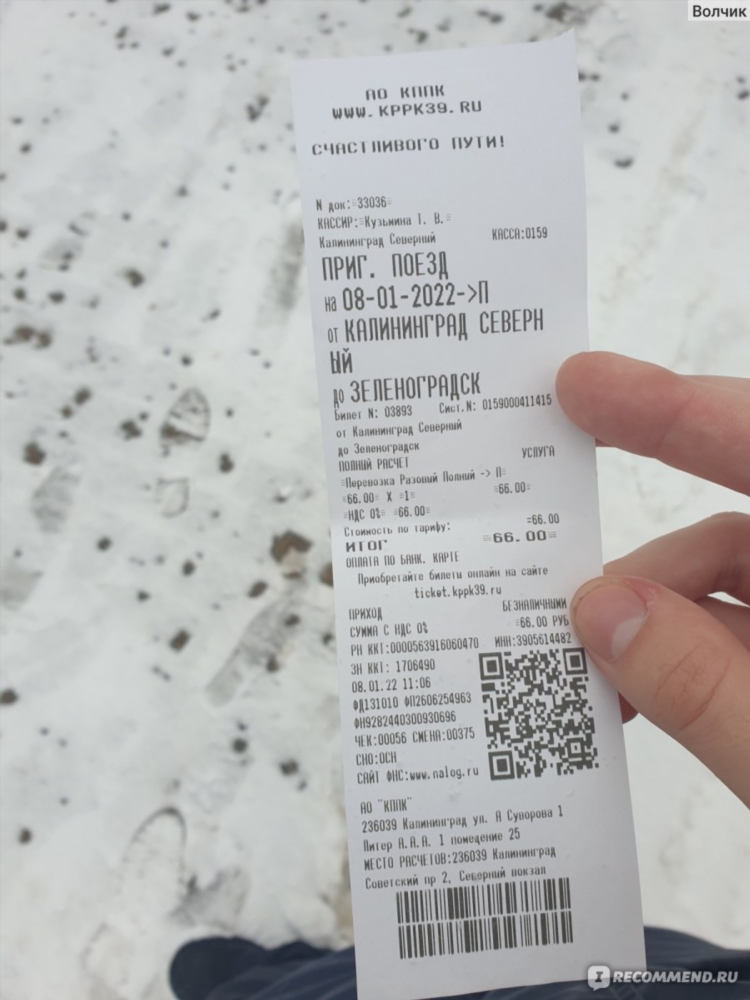 Волчик
АО КППК
WWW.KPPK39.RU
СЧАСТЛИВОГО ПУТИ!
N док:=33036=
КАССИР:=Кузьмина І. В.=
Калининград Северный КАССА:0159
ПРИГ. ПОЕЗД
на 08-01-2022->П
от КАЛИНИНГРАД СЕВЕРН
ЫЙ
до ЗЕЛЕНОГРАДСК
Билет N: 03893 Сист.N: 0159000411415
от Калининград Северный
до Зеленоградск
ПОЛНЫЙ РАСЧЕТ УСЛУГА
=Перевозка Разовый Полный -> П=
=66.00= X =1= =66.00=
=НДС 0%= =66.00=
Стоимость по тарифу: =66.00
ИТОГ =66.00=
ОПЛАТА ПО БАНК. КАРТЕ
Приобретайте билеты онлайн на сайте
ticket.kppk39.ru
ПРИХОД БЕЗНАЛИЧНЫМИ
СУММА С НДС 0% =66.00 РУБ
РН ККТ:0000563916060470 ИНН:3905614482
ЗН ККТ: 1706490
08.01.22 11:06
ФД131010 ФП2606254963
ФН9282440300930696
ЧЕК:00056 СМЕНА:00375
СНО:ОСН
САЙТ ФНС:www.nalog.ru
АО "КППК"
236039 Калининград ул. А Суворова 1
Литер А.А.А. 1 помещение 25
МЕСТО РАСЧЕТОВ:236039 Калининград
Советский пр 2, Северный вокзал
IRECOMMEND.RU